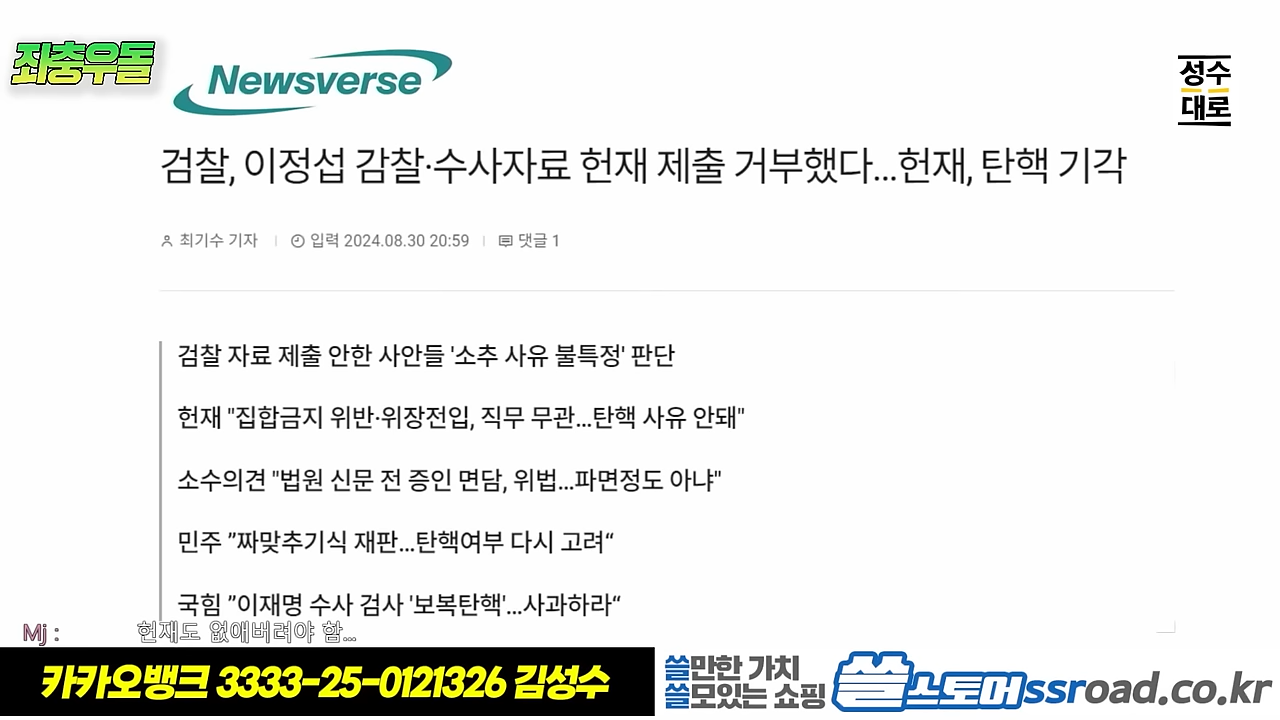 좌충우돌
Newsverse
성수
대로
검찰, 이정섭 감찰·수사자료 헌재 제출 거부했다...헌재, 탄핵 기각
최기수 기자 입력 2024.08.30 20:59 댓글 1
검찰 자료 제출 안한 사안들 '소추 사유 불특정' 판단
헌재 "집합금지 위반·위장전입, 직무 무관...탄핵 사유 안돼"
소수의견 "법원 신문 전 증인 면담, 위법...파면정도 아냐"
민주 ”짜맞추기식 재판...탄핵여부 다시 고려“
국힘 ”이재명 수사 검사 '보복탄핵'...사과하라“
Mj : 헌재도 없애버려야 함...
카카오뱅크 3333-25-0121326 김성수
쓸만한 가치
쓸모있는 쇼핑
쓸스토어ssroad.co.kr